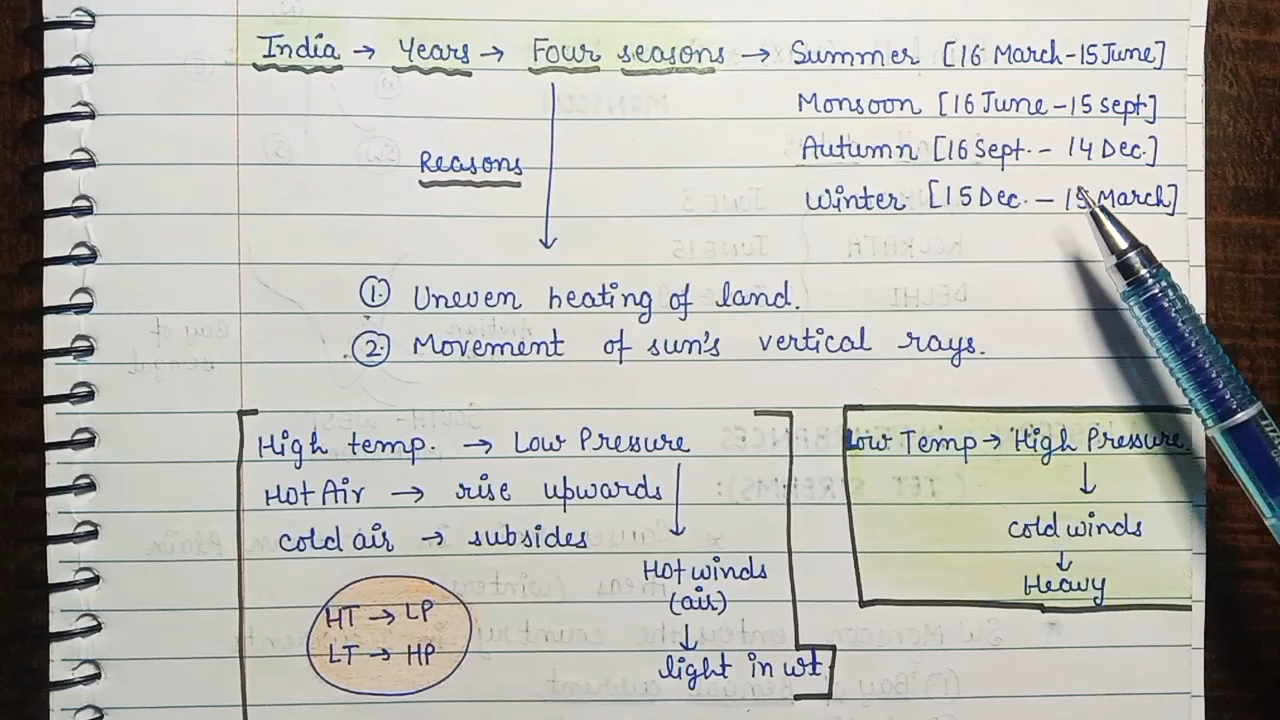 India → Years → Four seasons → Summer [16 March - 15 June]
Monsoon [16 June - 15 sept]
Autumn [16 Sept. - 14 Dec.]
Winter [15 Dec. - 15 March]
Reasons
1. Uneven heating of land.
2. Movement of sun's vertical rays.
High temp. → Low Pressure
Hot Air → rise upwards
cold air → subsides
Hot winds
(air)
↓
light in wt
HT → LP
LT → HP
Low Temp → High Pressure
↓
cold winds
↓
Heavy